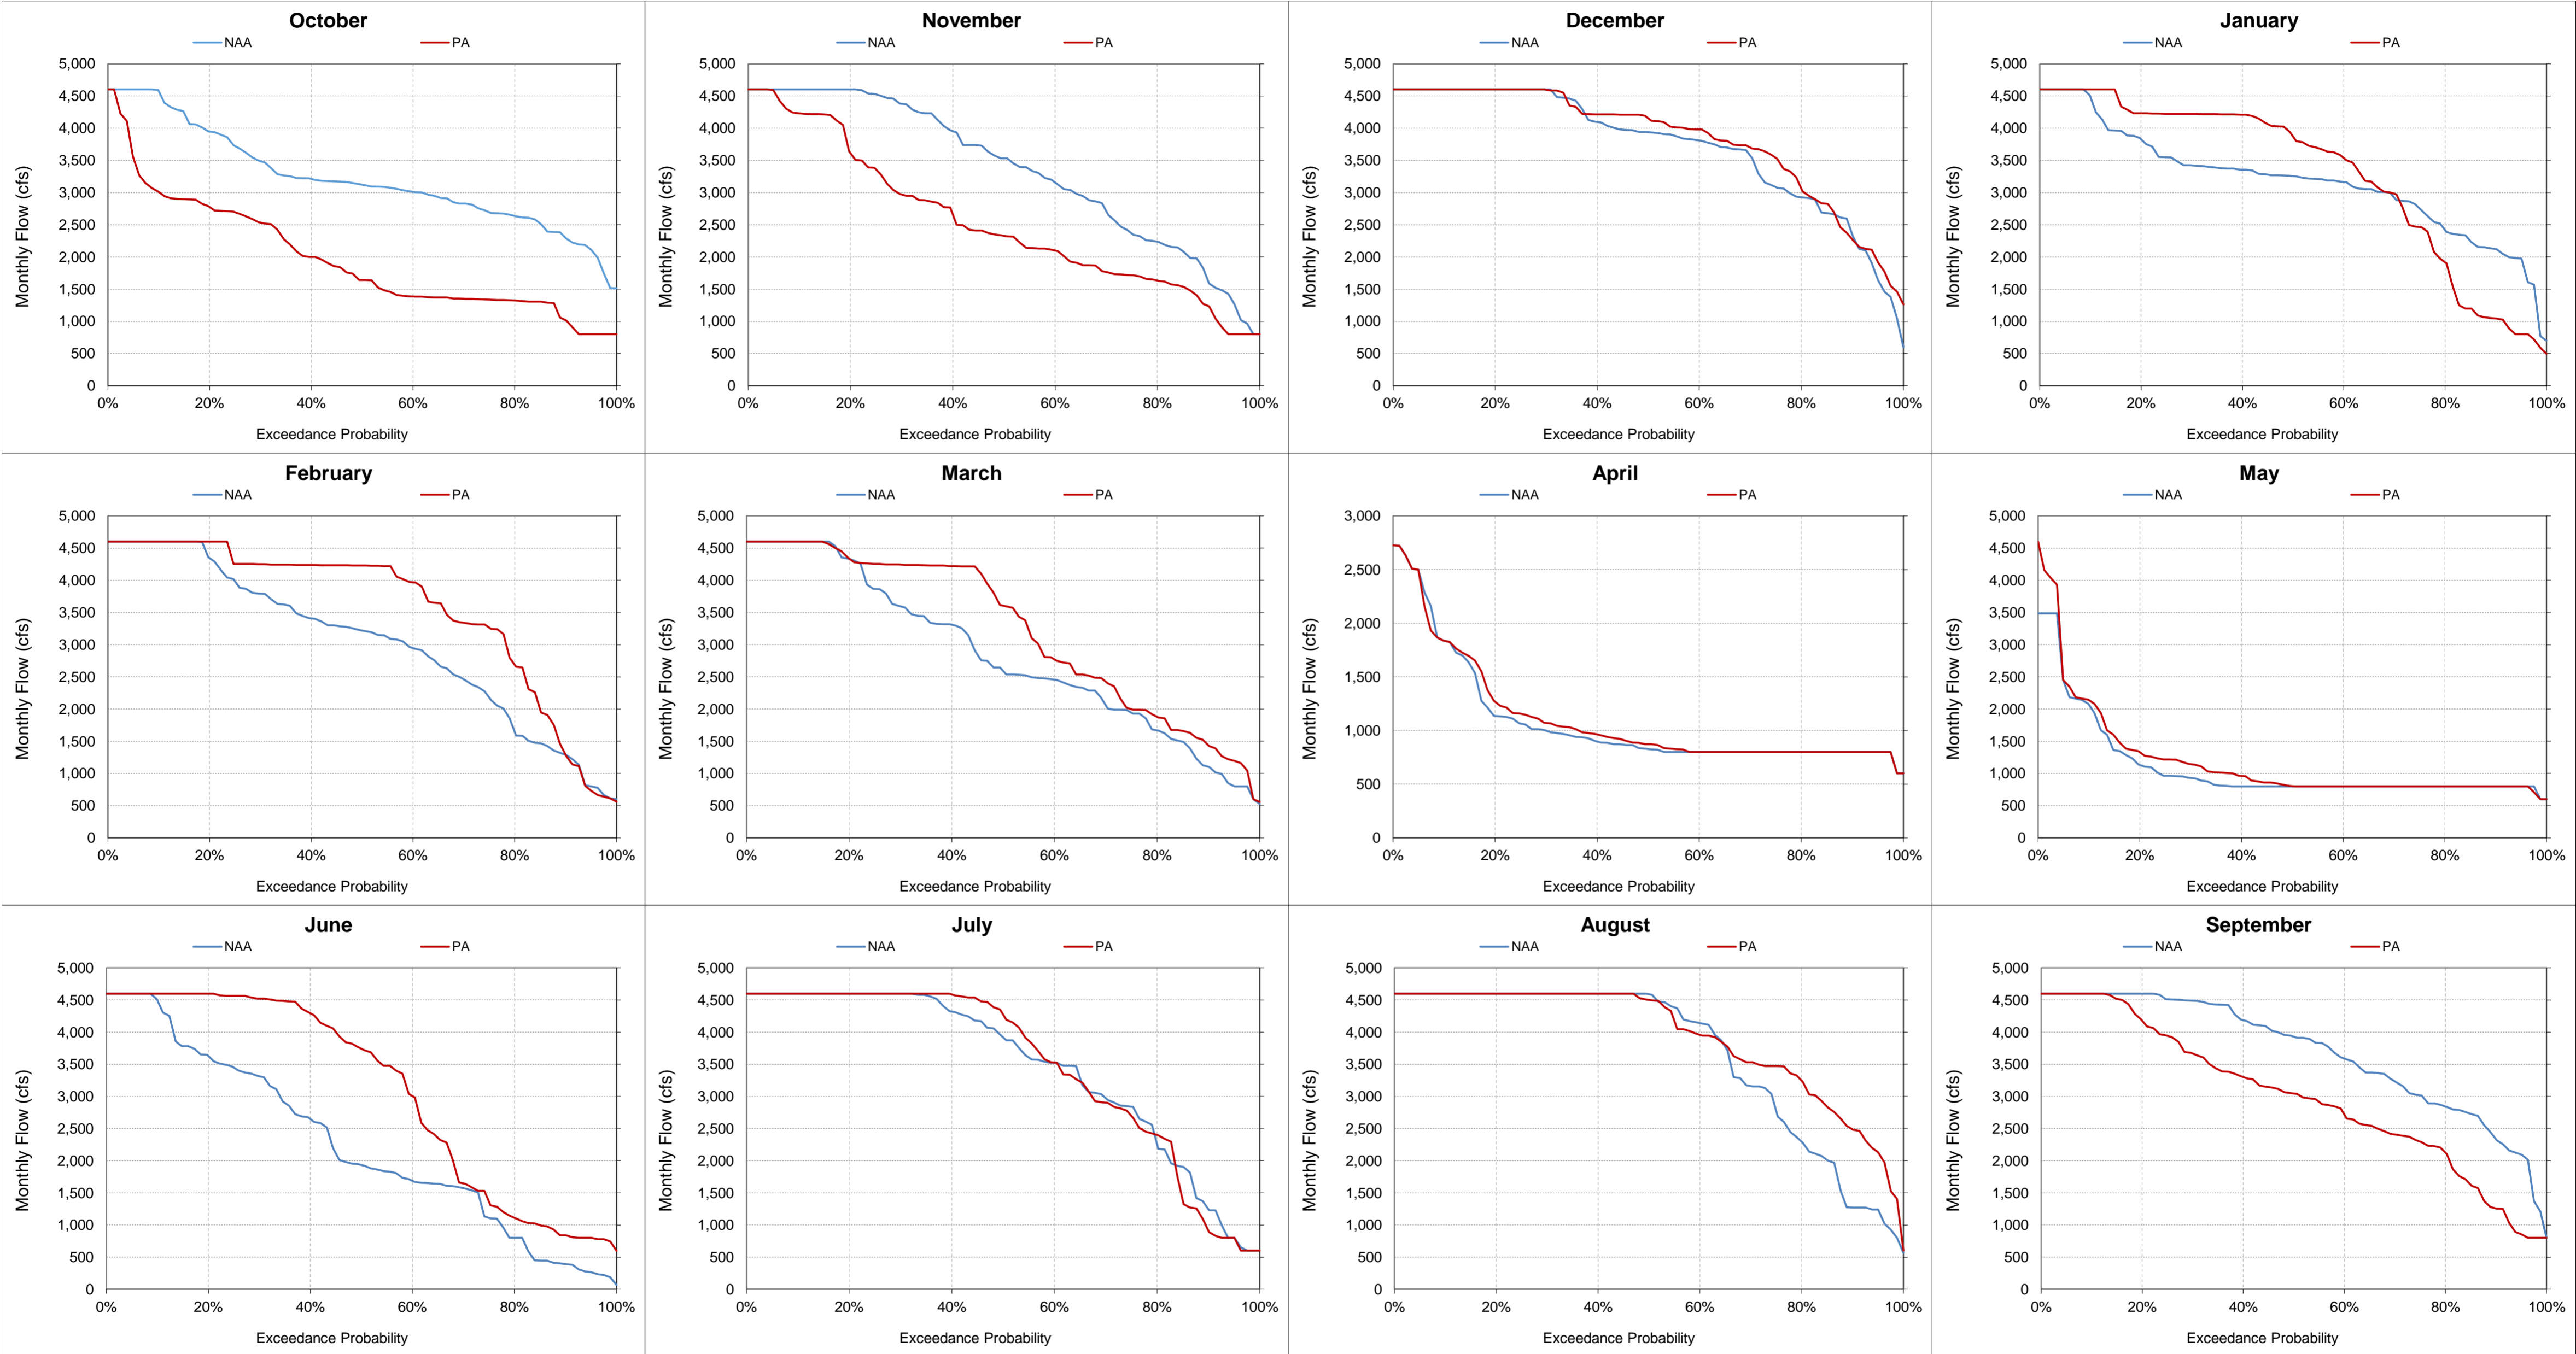 October
NAA PA
5,000
4,500
4,000
3,500
3,000
2,500
2,000
1,500
1,000
500
0
Monthly Flow (cfs)
0% 20% 40% 60% 80% 100%
Exceedance Probability
November
NAA PA
5,000
4,500
4,000
3,500
3,000
2,500
2,000
1,500
1,000
500
0
Monthly Flow (cfs)
0% 20% 40% 60% 80% 100%
Exceedance Probability
December
NAA PA
5,000
4,500
4,000
3,500
3,000
2,500
2,000
1,500
1,000
500
0
Monthly Flow (cfs)
0% 20% 40% 60% 80% 100%
Exceedance Probability
January
NAA PA
5,000
4,500
4,000
3,500
3,000
2,500
2,000
1,500
1,000
500
0
Monthly Flow (cfs)
0% 20% 40% 60% 80% 100%
Exceedance Probability
February
NAA PA
5,000
4,500
4,000
3,500
3,000
2,500
2,000
1,500
1,000
500
0
Monthly Flow (cfs)
0% 20% 40% 60% 80% 100%
Exceedance Probability
March
NAA PA
5,000
4,500
4,000
3,500
3,000
2,500
2,000
1,500
1,000
500
0
Monthly Flow (cfs)
0% 20% 40% 60% 80% 100%
Exceedance Probability
April
NAA PA
3,000
2,500
2,000
1,500
1,000
500
0
Monthly Flow (cfs)
0% 20% 40% 60% 80% 100%
Exceedance Probability
May
NAA PA
5,000
4,500
4,000
3,500
3,000
2,500
2,000
1,500
1,000
500
0
Monthly Flow (cfs)
0% 20% 40% 60% 80% 100%
Exceedance Probability
June
NAA PA
5,000
4,500
4,000
3,500
3,000
2,500
2,000
1,500
1,000
500
0
Monthly Flow (cfs)
0% 20% 40% 60% 80% 100%
Exceedance Probability
July
NAA PA
5,000
4,500
4,000
3,500
3,000
2,500
2,000
1,500
1,000
500
0
Monthly Flow (cfs)
0% 20% 40% 60% 80% 100%
Exceedance Probability
August
NAA PA
5,000
4,500
4,000
3,500
3,000
2,500
2,000
1,500
1,000
500
0
Monthly Flow (cfs)
0% 20% 40% 60% 80% 100%
Exceedance Probability
September
NAA PA
5,000
4,500
4,000
3,500
3,000
2,500
2,000
1,500
1,000
500
0
Monthly Flow (cfs)
0% 20% 40% 60% 80% 100%
Exceedance Probability